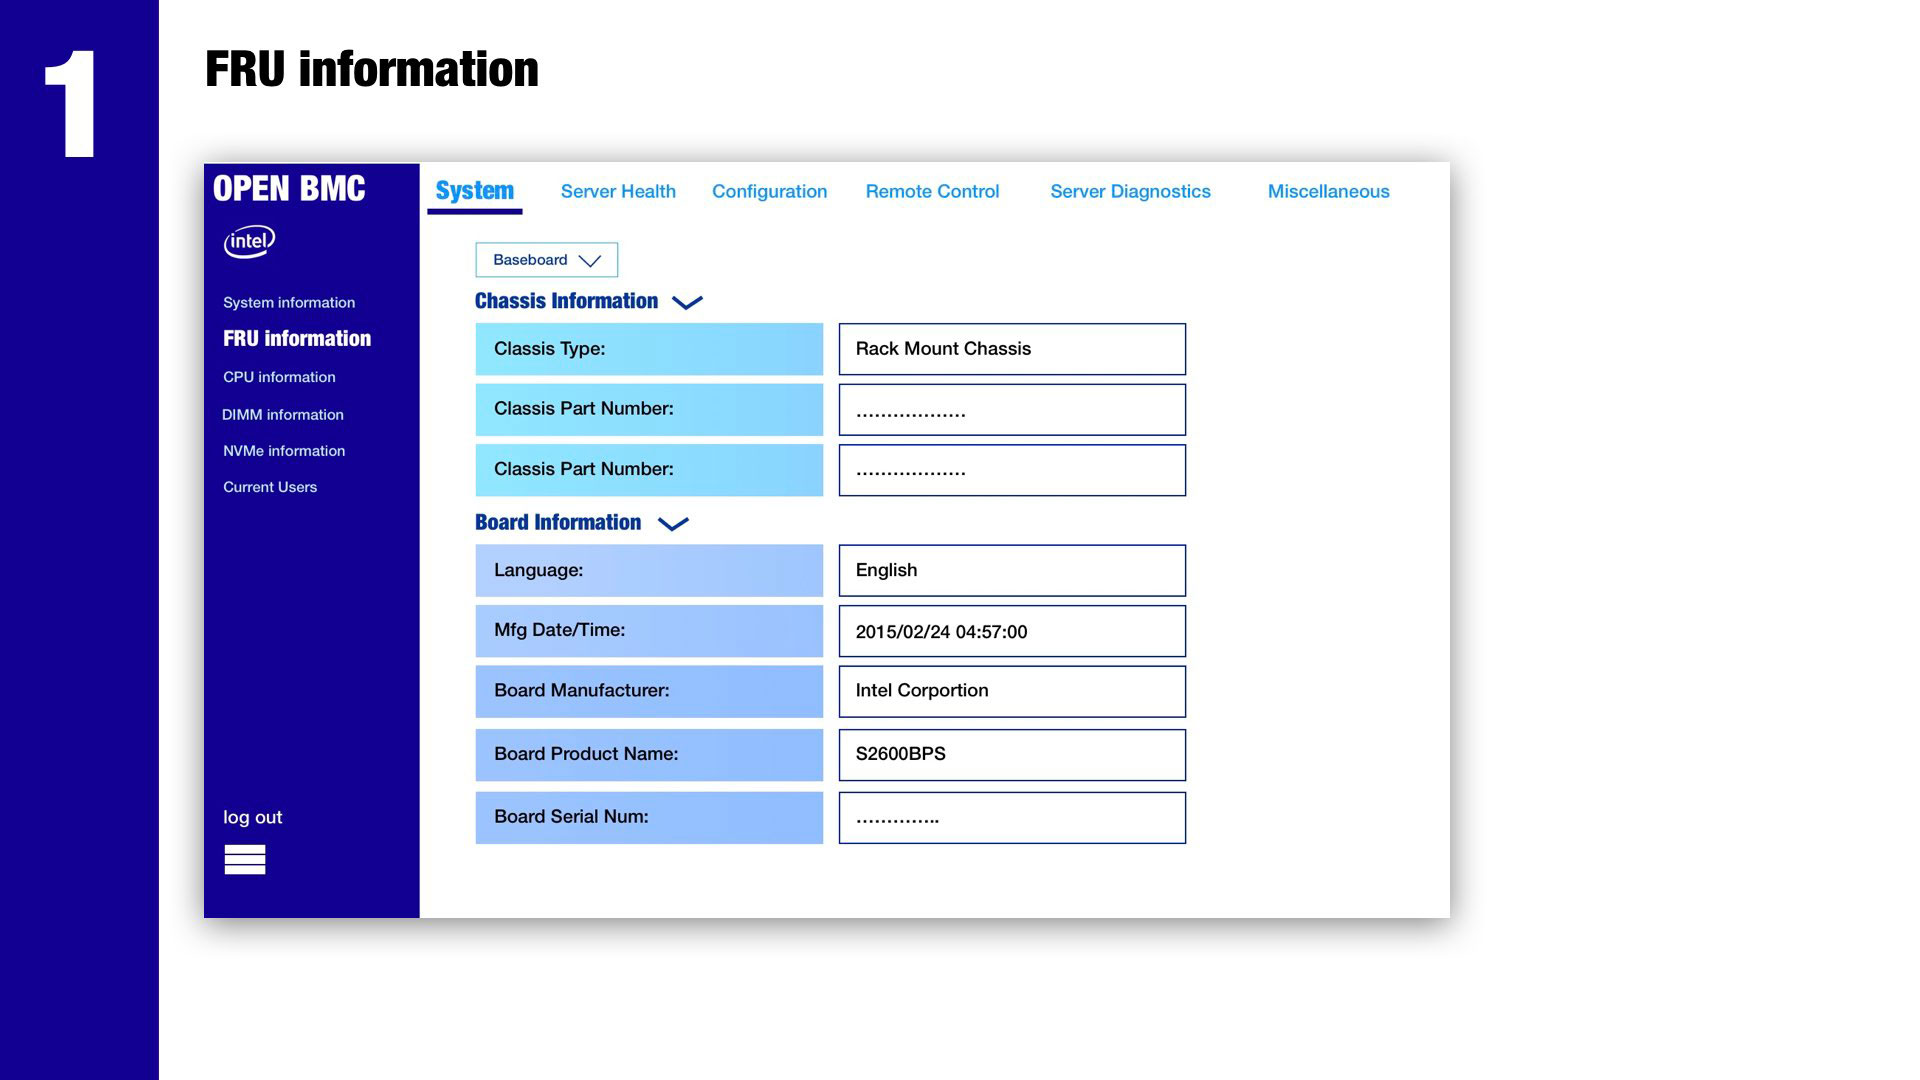 1
FRU information
OPEN BMC
intel
System information
FRU information
CPU information
DIMM information
NVMe information
Current Users
log out
System Server Health Configuration Remote Control Server Diagnostics Miscellaneous
Baseboard
Chassis Information
Classis Type: Rack Mount Chassis
Classis Part Number: ..................
Classis Part Number: ..................
Board Information
Language: English
Mfg Date/Time: 2015/02/24 04:57:00
Board Manufacturer: Intel Corportion
Board Product Name: S2600BPS
Board Serial Num: ..............